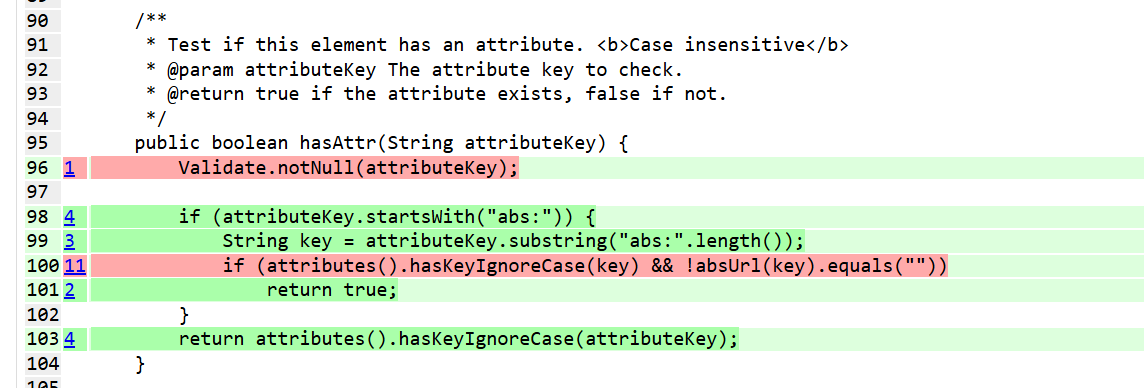 90 /**
91 * Test if this element has an attribute. <b>Case insensitive</b>
92 * @param attributeKey The attribute key to check.
93 * @return true if the attribute exists, false if not.
94 */
95 public boolean hasAttr(String attributeKey) {
96 1 Validate.notNull(attributeKey);
97
98 4 if (attributeKey.startsWith("abs:")) {
99 3 String key = attributeKey.substring("abs:".length());
100 11 if (attributes().hasKeyIgnoreCase(key) && !absUrl(key).equals(""))
101 2 return true;
102 }
103 4 return attributes().hasKeyIgnoreCase(attributeKey);
104 }